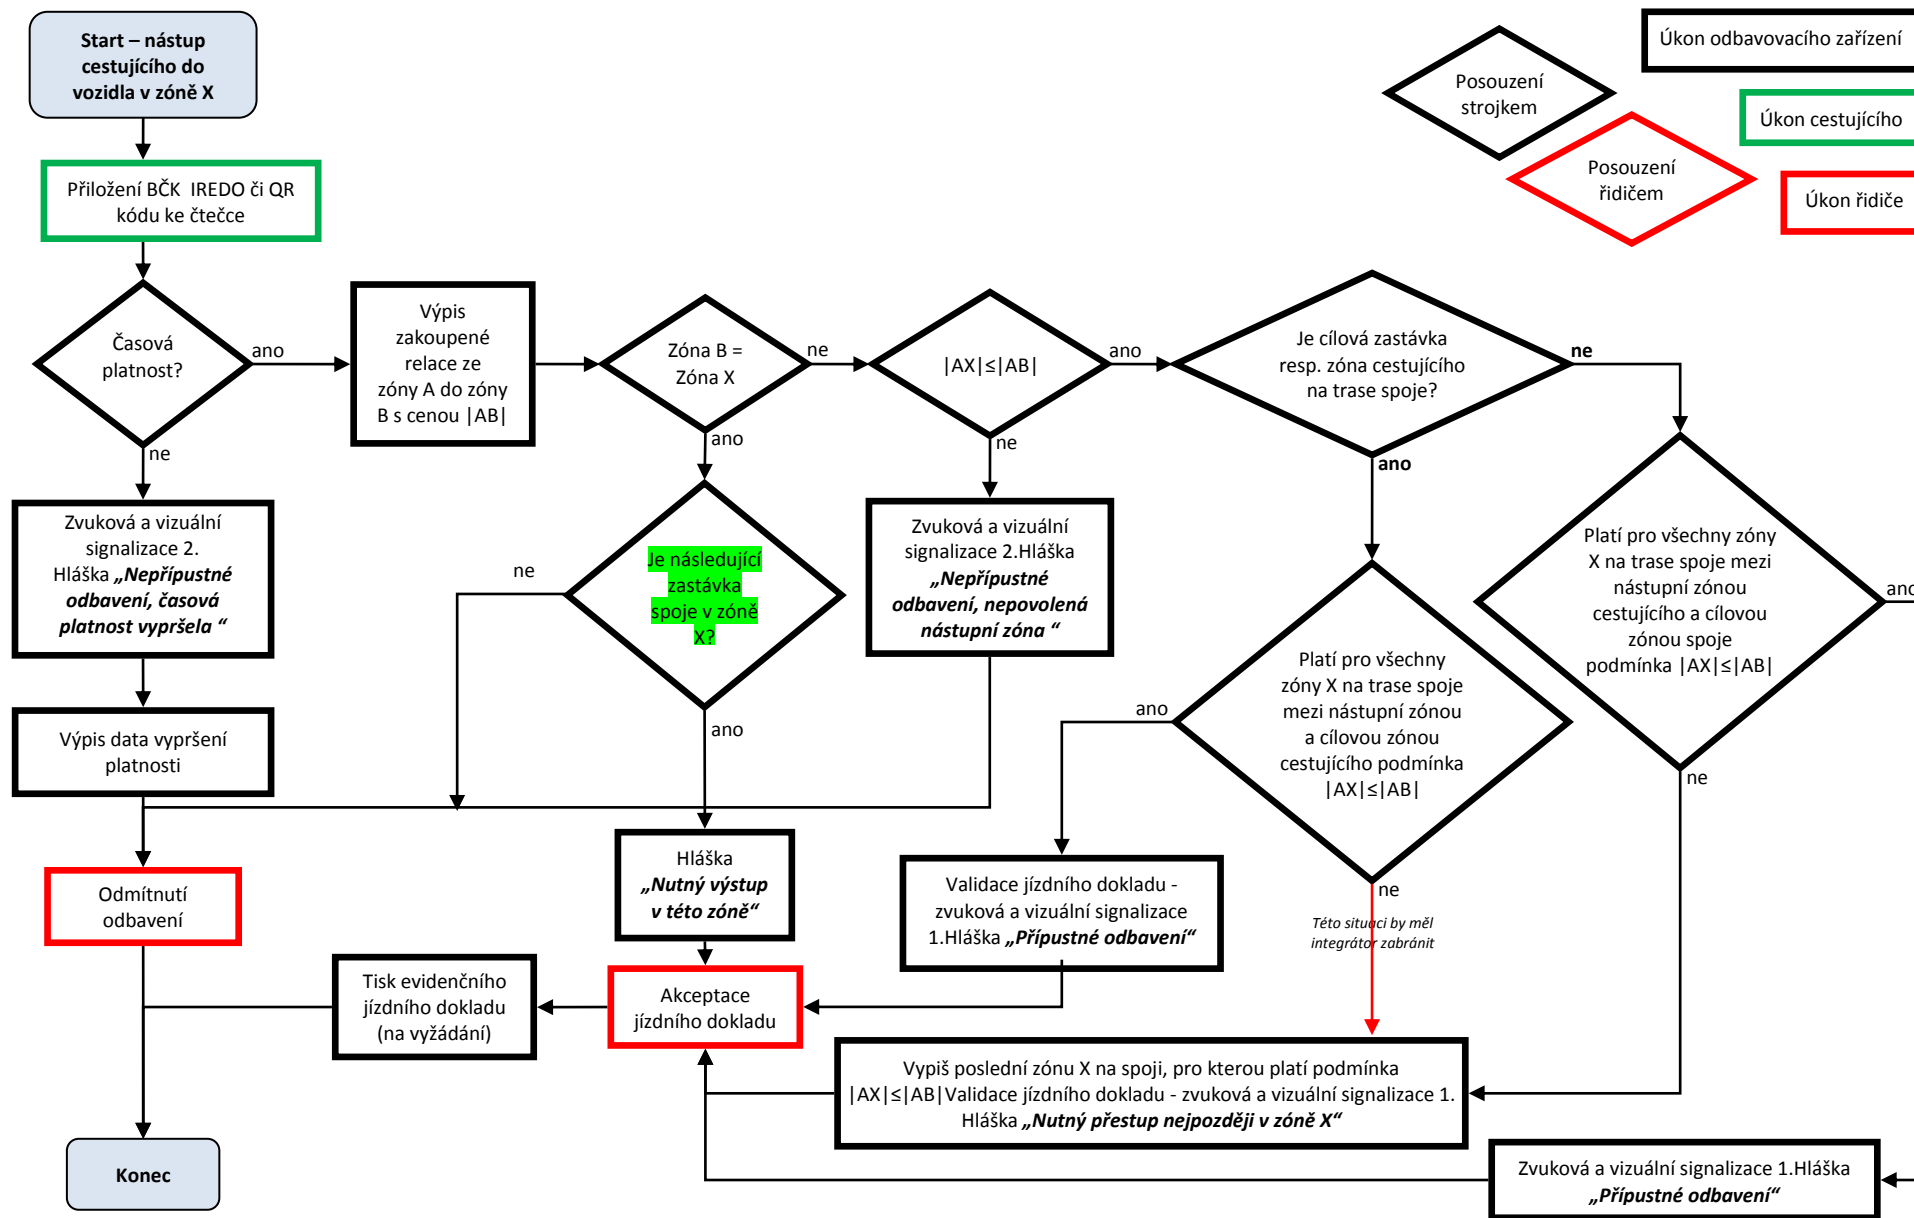 Start – nástup
cestujícího do
vozidla v zóně X
Úkon odbavovacího zařízení
Posouzení
strojkem
Úkon cestujícího
Posouzení
řidičem
Úkon řidiče
Přiložení BČK  IREDO či QR
kódu ke čtečce
Časová
platnost?
ano
ne
Výpis
zakoupené
relace ze
zóny A do zóny
B s cenou |AB|
Zóna B =
Zóna X
ne
ano
|AX|≤|AB|
ano
ne
Je cílová zastávka
resp. zóna cestujícího
na trase spoje?
ne
ano
Zvuková a vizuální
signalizace 2.
Hláška „Nepřípustné
odbavení, časová
platnost vypršela “
Je následující
zastávka
spoje v zóně
X?
ne
ano
Zvuková a vizuální
signalizace 2.Hláška
„Nepřípustné
odbavení, nepovolená
nástupní zóna “
Platí pro všechny zóny
X na trase spoje mezi
nástupní zónou
cestujícího a cílovou
zónou spoje
podmínka |AX|≤|AB|
ano
ne
Platí pro všechny
zóny X na trase spoje
mezi nástupní zónou
a cílovou zónou
cestujícího podmínka
|AX|≤|AB|
ano
ne
Výpis data vypršení
platnosti
Odmítnutí
odbavení
Hláška
„Nutný výstup
v této zóně“
Validace jízdního dokladu -
zvuková a vizuální signalizace
1.Hláška „Přípustné odbavení“
Této situaci by měl
integrátor zabránit
Tisk evidenčního
jízdního dokladu
(na vyžádání)
Akceptace
jízdního dokladu
Vypiš poslední zónu X na spoji, pro kterou platí podmínka
|AX|≤|AB|Validace jízdního dokladu - zvuková a vizuální signalizace 1.
Hláška „Nutný přestup nejpozději v zóně X“
Konec
Zvuková a vizuální signalizace 1.Hláška
„Přípustné odbavení“